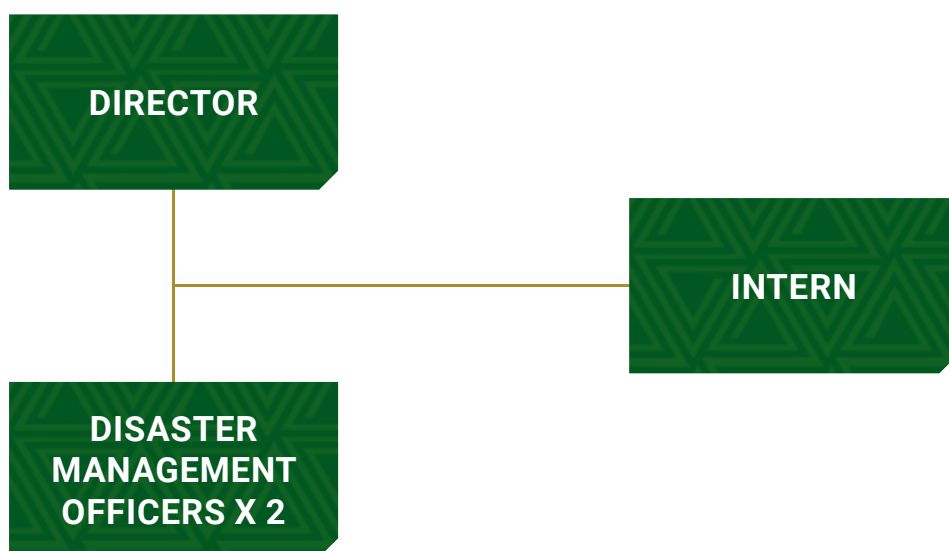 DIRECTOR
INTERN
DISASTER
MANAGEMENT
OFFICERS X 2